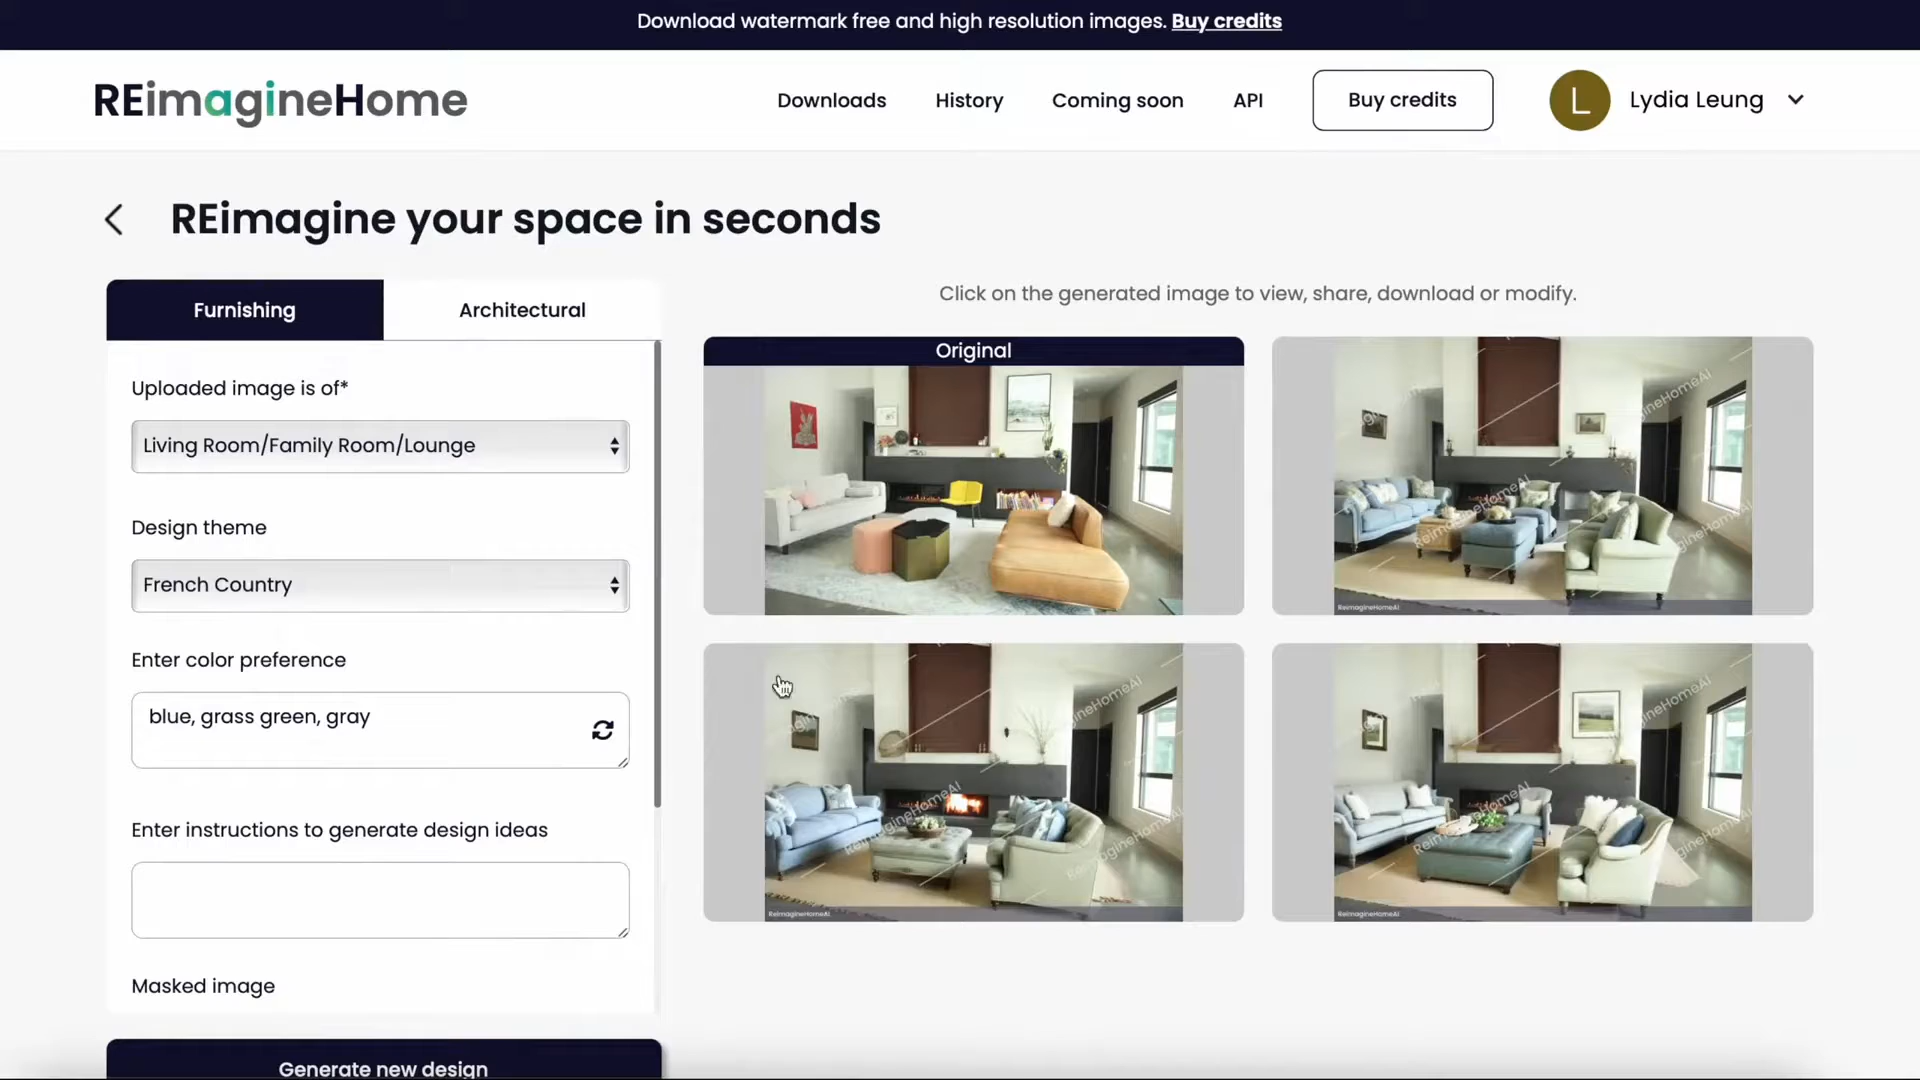 Download watermark free and high resolution images. Buy credits
REimagineHome
Downloads
History
Coming soon
API
Buy credits
L
Lydia Leung
REimagine your space in seconds
Furnishing
Architectural
Click on the generated image to view, share, download or modify.
Uploaded image is of*
Living Room/Family Room/Lounge
Design theme
French Country
Enter color preference
blue, grass green, gray
Enter instructions to generate design ideas
Masked image
Generate new design
Original
ReimagineHomeAI
ReimagineHomeAI
ReimagineHomeAI